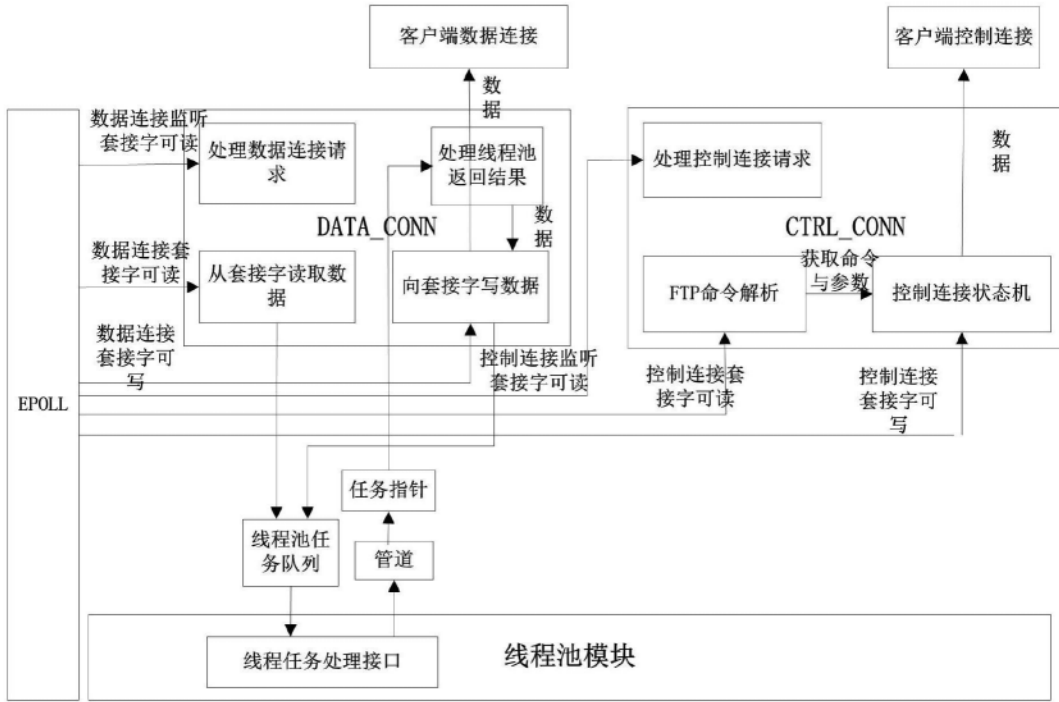 客户端数据连接
客户端控制连接
数
据
数据连接监听
套接字可读
处理数据连接请
求
处理线程池
返回结果
处理控制连接请求
数
据
DATA_CONN
数
据
CTRL_CONN
数据连接套
接字可读
从套接字读取数
据
向套接字写数据
FTP命令解析
获取命令
与参数
控制连接状态机
数据连接
套接字可
写
控制连接监听
套接字可读
控制连接套
接字可读
控制连接
套接字可
写
EPOLL
任务指针
线程池任
务队列
管道
线程任务处理接口
线程池模块